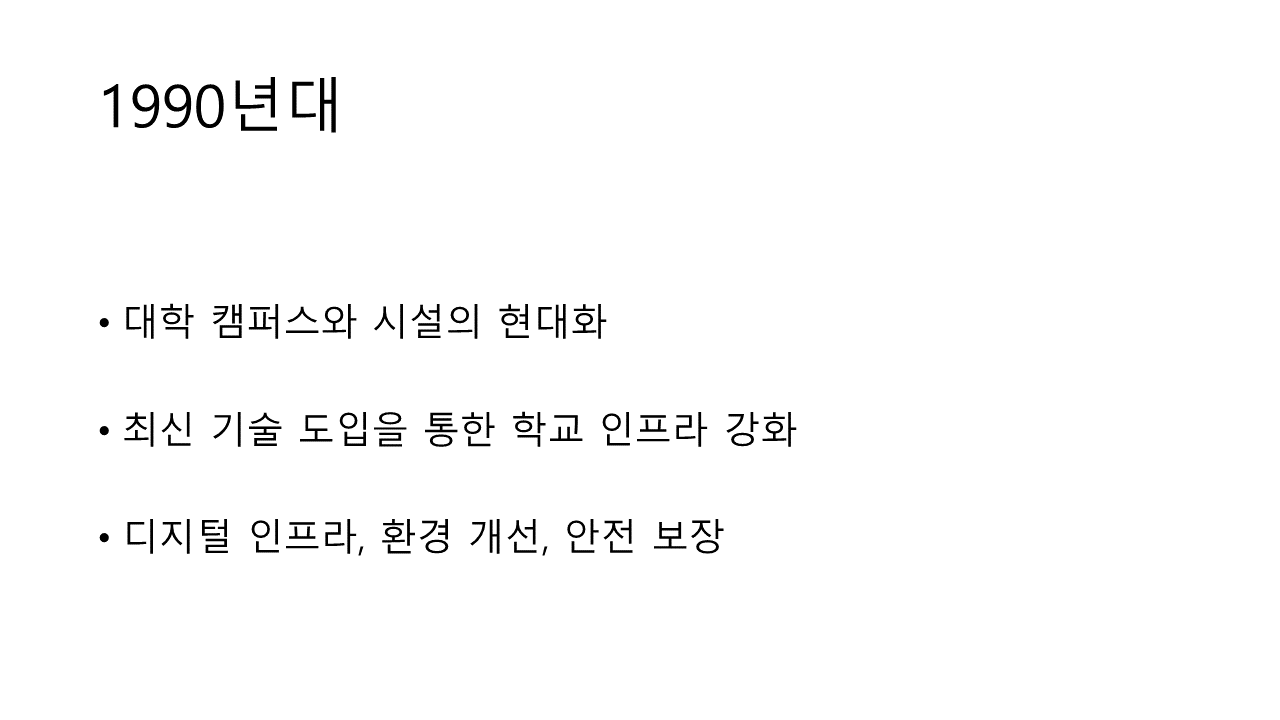 1990년대
• 대학 캠퍼스와 시설의 현대화
• 최신 기술 도입을 통한 학교 인프라 강화
• 디지털 인프라, 환경 개선, 안전 보장